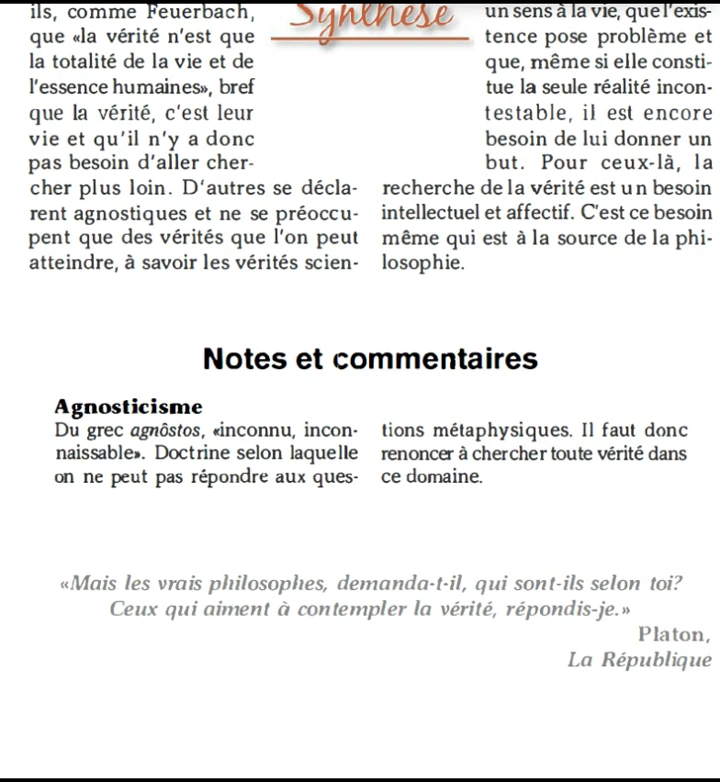 ils, comme Feuerbach,
que «la vérité n'est que
la totalité de la vie et de
l'essence humaines», bref
que la vérité, c'est leur
vie et qu'il n'y a donc
pas besoin d'aller cher-
cher plus loin. D'autres se décla-
rent agnostiques et ne se préoccu-
pent que des vérités que l'on peut
atteindre, à savoir les vérités scien-
Synthèse
un sens à la vie, que l'exis-
tence pose problème et
que, même si elle consti-
tue la seule réalité incon-
testable, il est encore
besoin de lui donner un
but. Pour ceux-là, la
recherche de la vérité est un besoin
intellectuel et affectif. C'est ce besoin
même qui est à la source de la phi-
losophie.
Notes et commentaires
Agnosticisme
Du grec agnôstos, «inconnu, incon-
naissable». Doctrine selon laquelle
on ne peut pas répondre aux ques-
tions métaphysiques. Il faut donc
renoncer à chercher toute vérité dans
ce domaine.
«Mais les vrais philosophes, demanda-t-il, qui sont-ils selon toi?
Ceux qui aiment à contempler la vérité, répondis-je.»
Platon,
La République